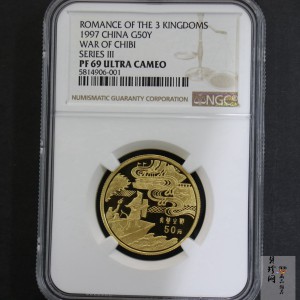 ROMANCE OF THE 3 KINGDOMS
1997 CHINA G50Y
WAR OF CHIBI
SERIES III
PF 69 ULTRA CAMEO
5814906-001
NUMISMATIC GUARANTY CORPORATION
NGC
50元